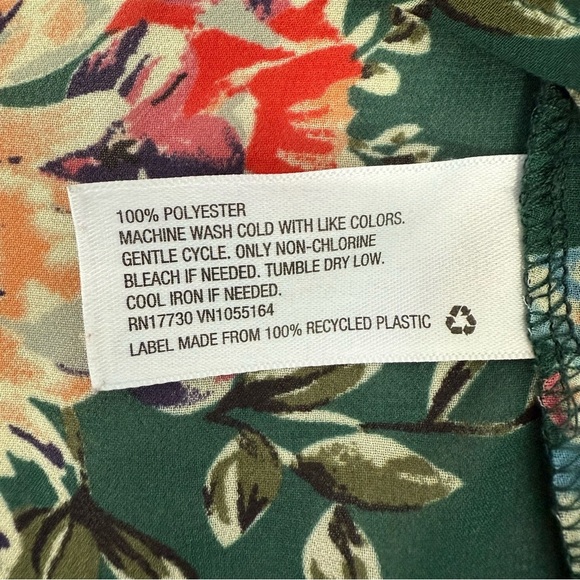 100% POLYESTER
MACHINE WASH COLD WITH LIKE COLORS.
GENTLE CYCLE. ONLY NON-CHLORINE
BLEACH IF NEEDED. TUMBLE DRY LOW.
COOL IRON IF NEEDED.
RN17730 VN1055164
LABEL MADE FROM 100% RECYCLED PLASTIC